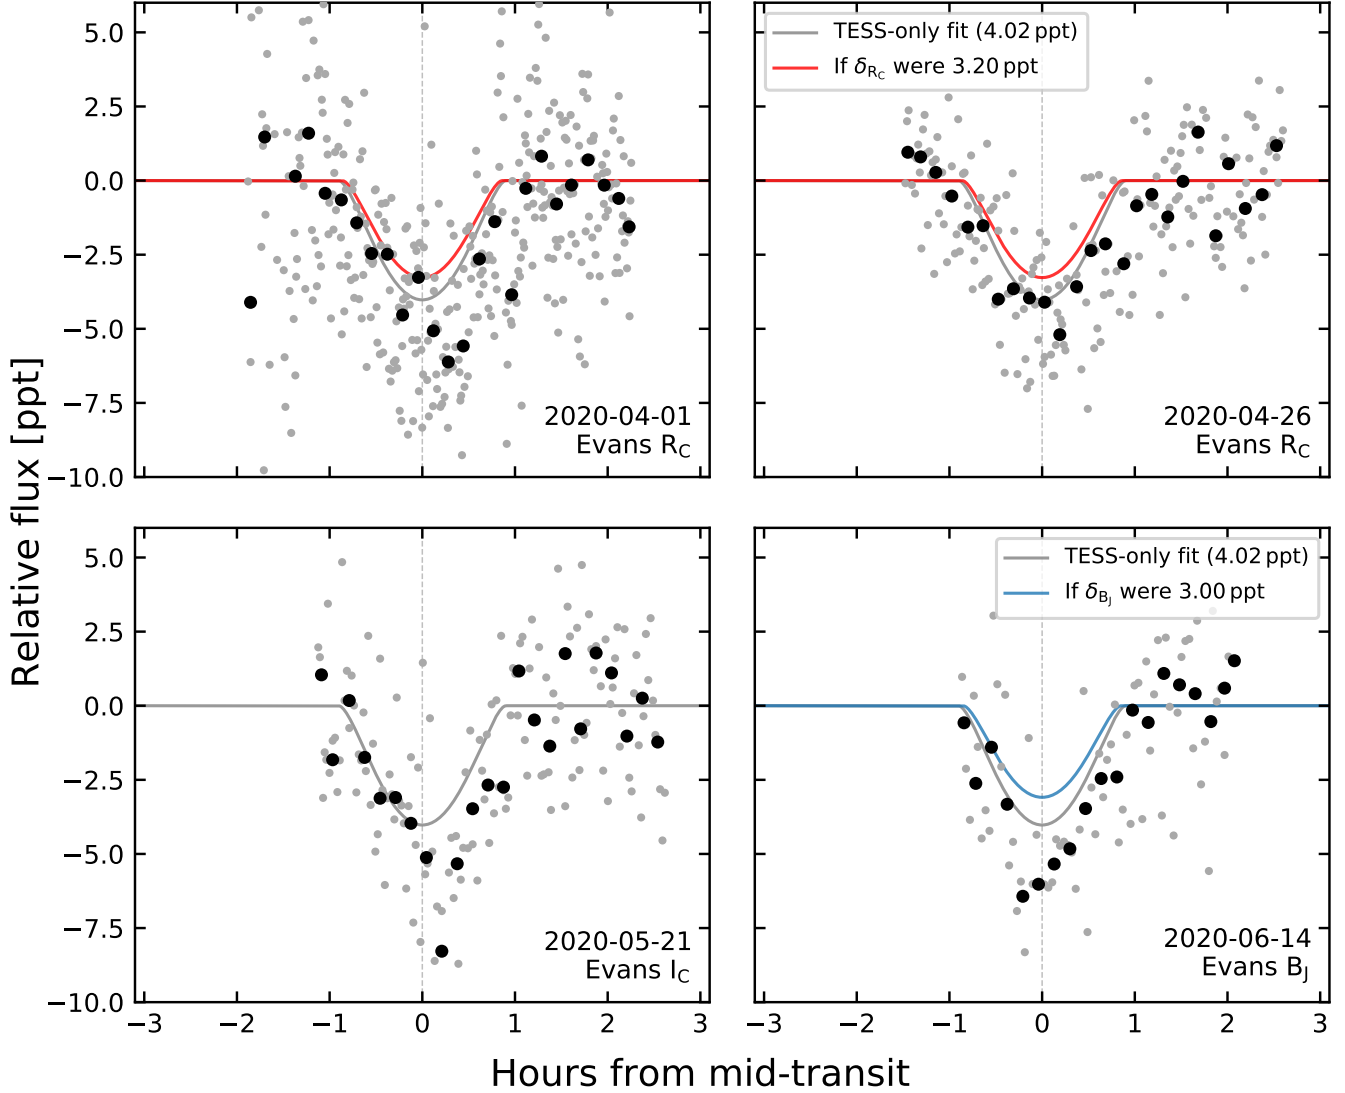 5.0
2.5
0.0
−2.5
−5.0
−7.5
−10.0
2020-04-01
Evans R_C
TESS-only fit (4.02 ppt)
If δ_R_C were 3.20 ppt
2020-04-26
Evans R_C
Relative flux [ppt]
5.0
2.5
0.0
−2.5
−5.0
−7.5
−10.0
2020-05-21
Evans I_C
−3 −2 −1 0 1 2 3
TESS-only fit (4.02 ppt)
If δ_B_J were 3.00 ppt
2020-06-14
Evans B_J
−3 −2 −1 0 1 2 3
Hours from mid-transit